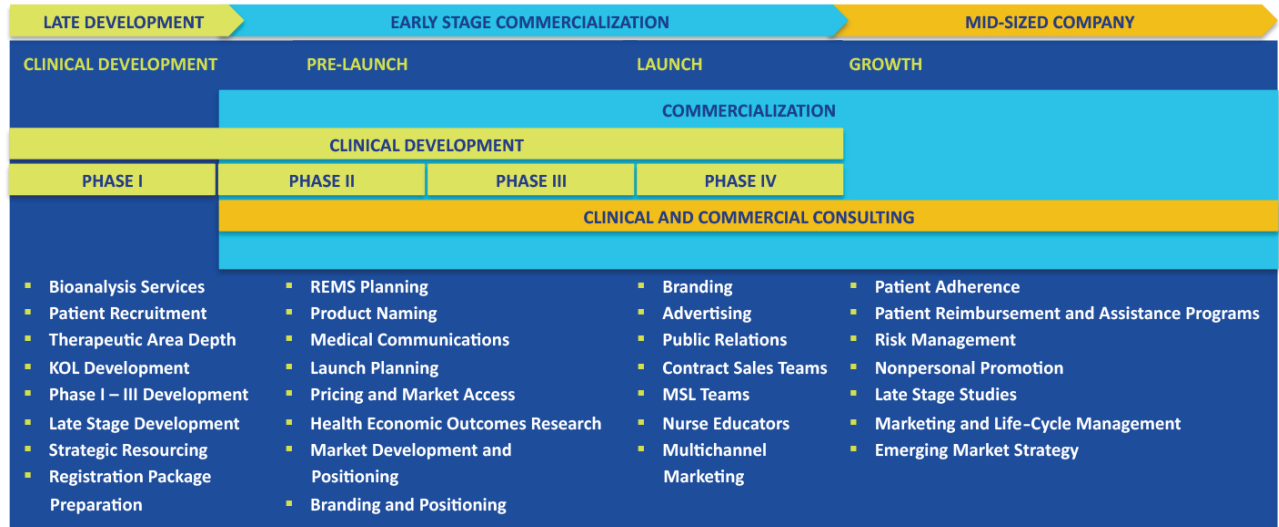 LATE DEVELOPMENT
EARLY STAGE COMMERCIALIZATION
MID-SIZED COMPANY
CLINICAL DEVELOPMENT
PRE-LAUNCH
LAUNCH
GROWTH
COMMERCIALIZATION
CLINICAL DEVELOPMENT
PHASE I
PHASE II
PHASE III
PHASE IV
CLINICAL AND COMMERCIAL CONSULTING
▪ Bioanalysis Services
▪ Patient Recruitment
▪ Therapeutic Area Depth
▪ KOL Development
▪ Phase I – III Development
▪ Late Stage Development
▪ Strategic Resourcing
▪ Registration Package
Preparation
▪ REMS Planning
▪ Product Naming
▪ Medical Communications
▪ Launch Planning
▪ Pricing and Market Access
▪ Health Economic Outcomes Research
▪ Market Development and
Positioning
▪ Branding and Positioning
▪ Branding
▪ Advertising
▪ Public Relations
▪ Contract Sales Teams
▪ MSL Teams
▪ Nurse Educators
▪ Multichannel
Marketing
▪ Patient Adherence
▪ Patient Reimbursement and Assistance Programs
▪ Risk Management
▪ Nonpersonal Promotion
▪ Late Stage Studies
▪ Marketing and Life-Cycle Management
▪ Emerging Market Strategy